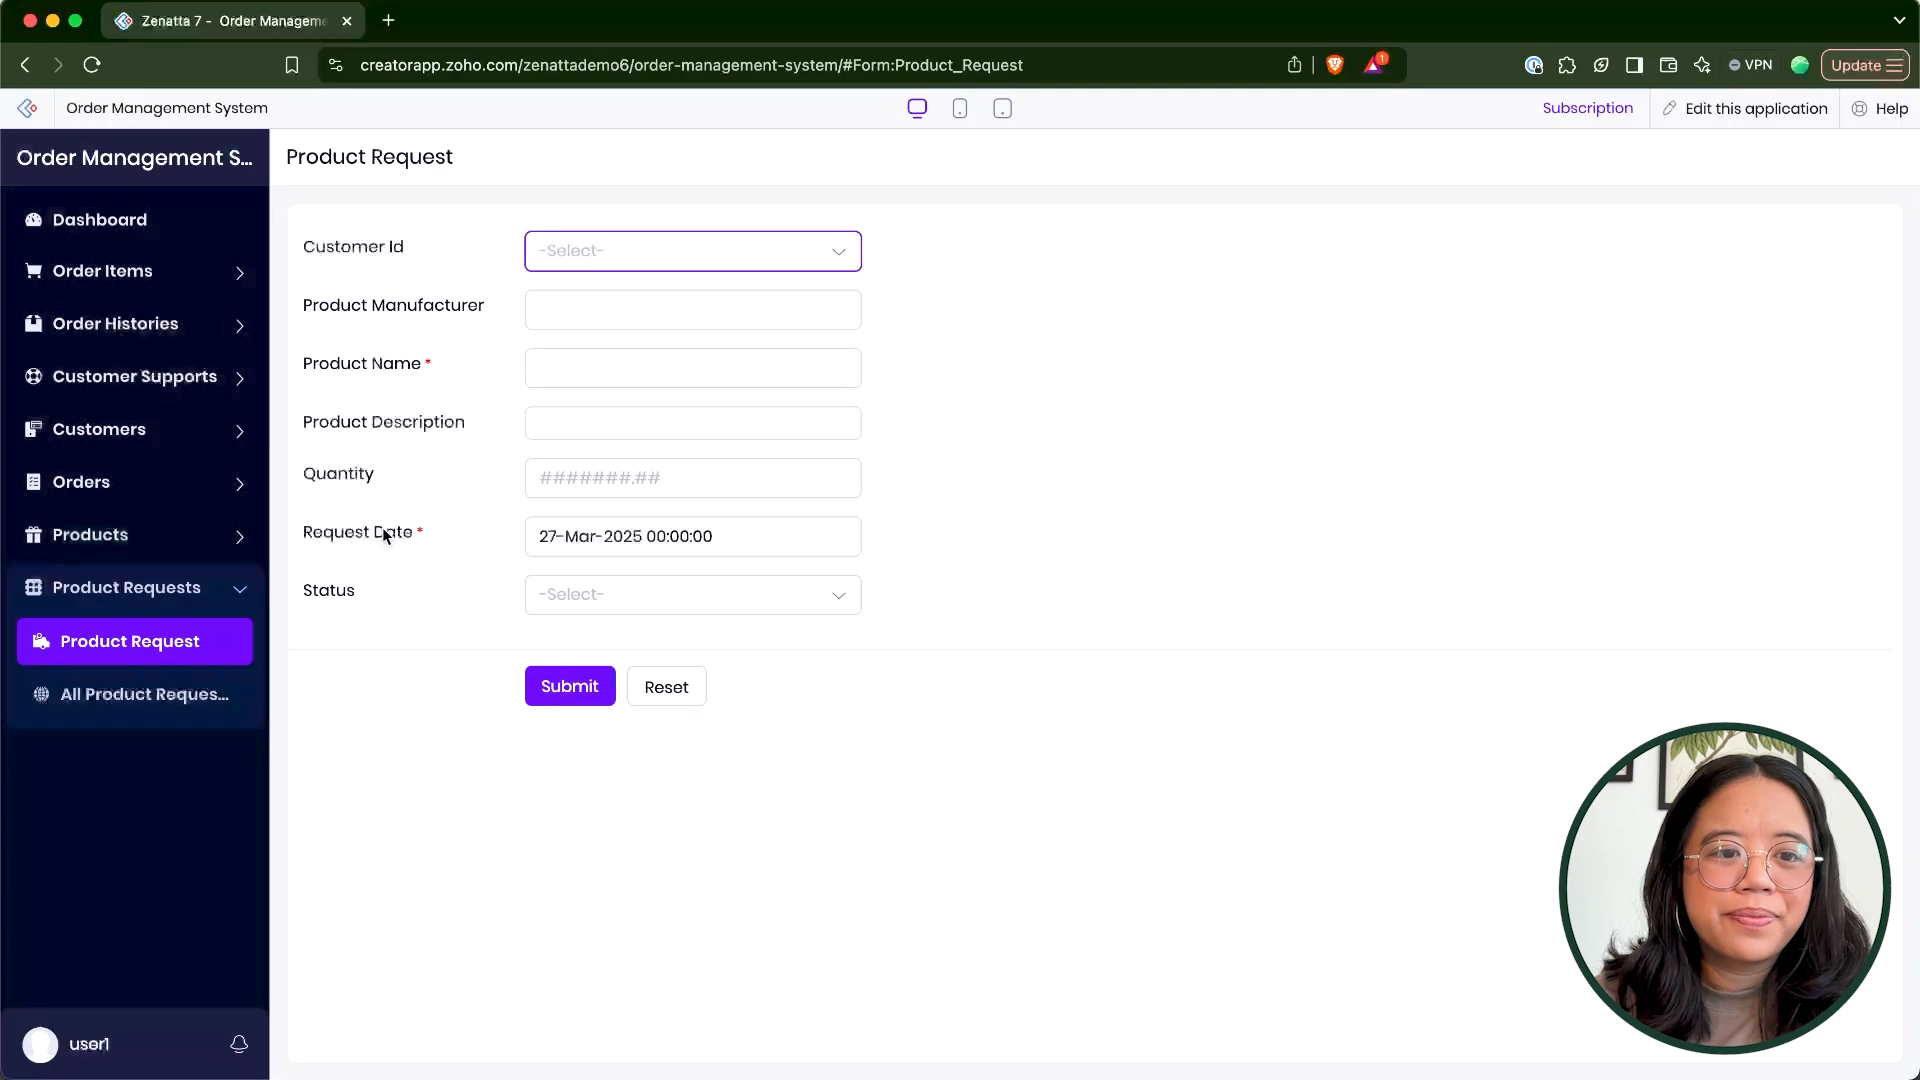 Zenatta 7 - Order Manageme
creatorapp.zoho.com/zenattademo6/order-management-system/#Form:Product_Request
1
VPN
Update
Order Management System
Subscription
Edit this application
Help
Order Management S...
Product Request
Dashboard
Order Items
Order Histories
Customer Supports
Customers
Orders
Products
Product Requests
Product Request
All Product Reques...
user1
Customer Id
-Select-
Product Manufacturer
Product Name *
Product Description
Quantity
#######.##
Request Date *
27-Mar-2025 00:00:00
Status
-Select-
Submit
Reset